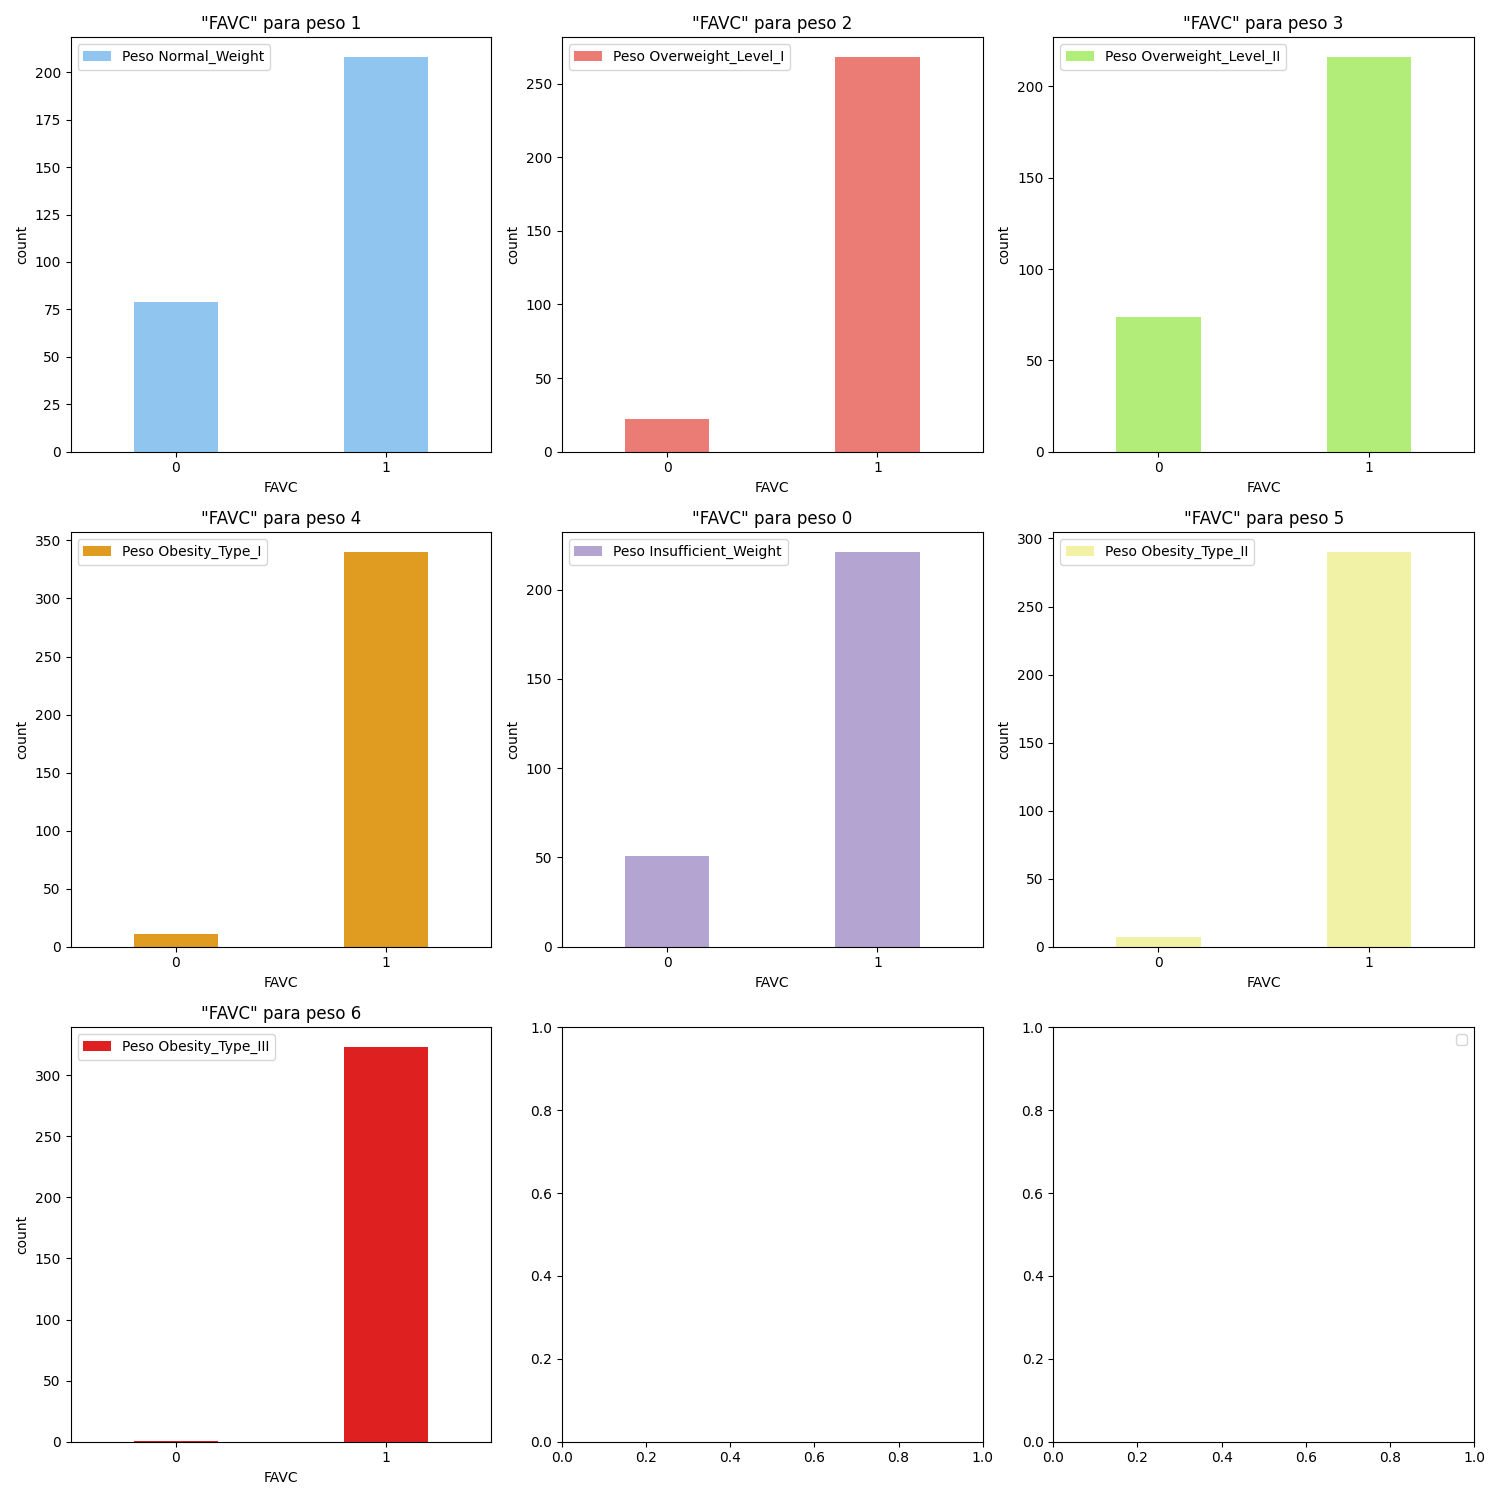 "FAVC" para peso 1
Peso Normal_Weight
200
175
150
125
100
75
50
25
0
count
0 1
FAVC
"FAVC" para peso 2
Peso Overweight_Level_I
250
200
150
100
50
0
count
0 1
FAVC
"FAVC" para peso 3
Peso Overweight_Level_II
200
150
100
50
0
count
0 1
FAVC
"FAVC" para peso 4
Peso Obesity_Type_I
350
300
250
200
150
100
50
0
count
0 1
FAVC
"FAVC" para peso 0
Peso Insufficient_Weight
200
150
100
50
0
count
0 1
FAVC
"FAVC" para peso 5
Peso Obesity_Type_II
300
250
200
150
100
50
0
count
0 1
FAVC
"FAVC" para peso 6
Peso Obesity_Type_III
300
250
200
150
100
50
0
count
0 1
FAVC
1.0
0.8
0.6
0.4
0.2
0.0
0.0 0.2 0.4 0.6 0.8 1.0
1.0
0.8
0.6
0.4
0.2
0.0
0.0 0.2 0.4 0.6 0.8 1.0